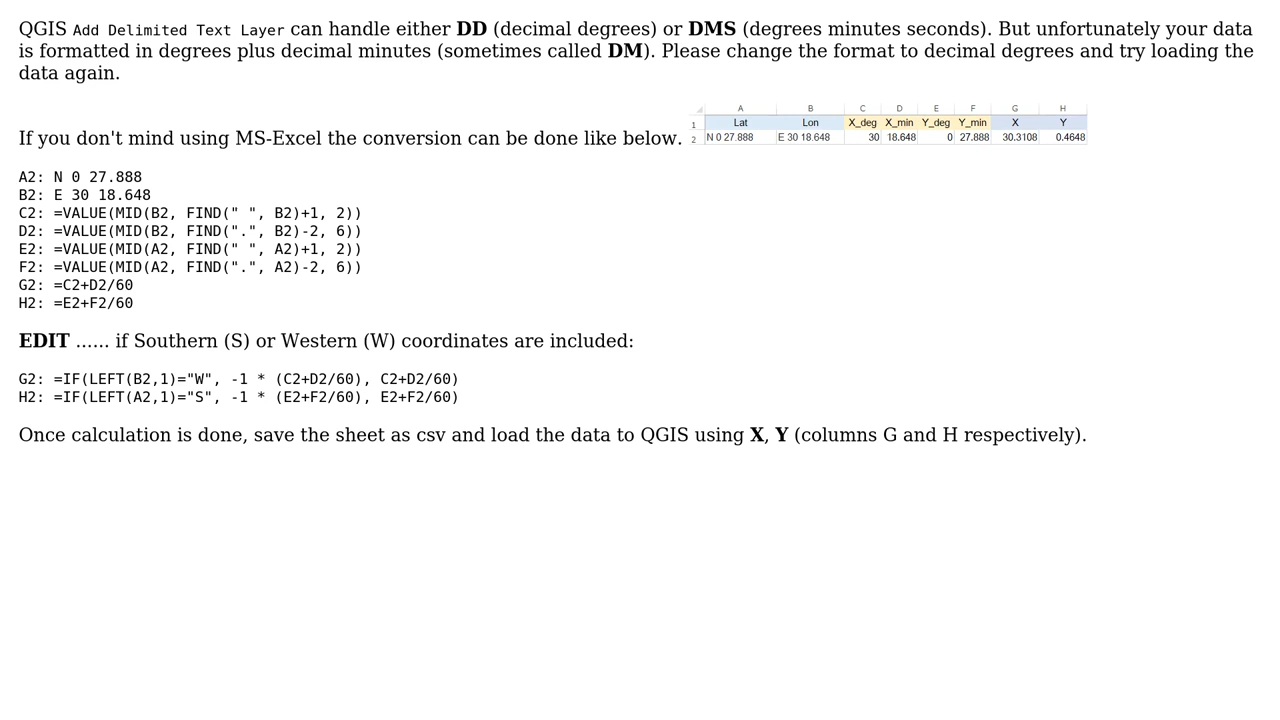 QGIS Add Delimited Text Layer can handle either DD (decimal degrees) or DMS (degrees minutes seconds). But unfortunately your data
is formatted in degrees plus decimal minutes (sometimes called DM). Please change the format to decimal degrees and try loading the
data again.
If you don't mind using MS-Excel the conversion can be done like below.
A B C D E F G H
1 Lat Lon X_deg X_min Y_deg Y_min X Y
2 N 0 27.888 E 30 18.648 30 18.648 0 27.888 30.3108 0.4648
A2: N 0 27.888
B2: E 30 18.648
C2: =VALUE(MID(B2, FIND(" ", B2)+1, 2))
D2: =VALUE(MID(B2, FIND(".", B2)-2, 6))
E2: =VALUE(MID(A2, FIND(" ", A2)+1, 2))
F2: =VALUE(MID(A2, FIND(".", A2)-2, 6))
G2: =C2+D2/60
H2: =E2+F2/60
EDIT ...... if Southern (S) or Western (W) coordinates are included:
G2: =IF(LEFT(B2,1)="W", -1 * (C2+D2/60), C2+D2/60)
H2: =IF(LEFT(A2,1)="S", -1 * (E2+F2/60), E2+F2/60)
Once calculation is done, save the sheet as csv and load the data to QGIS using X, Y (columns G and H respectively).